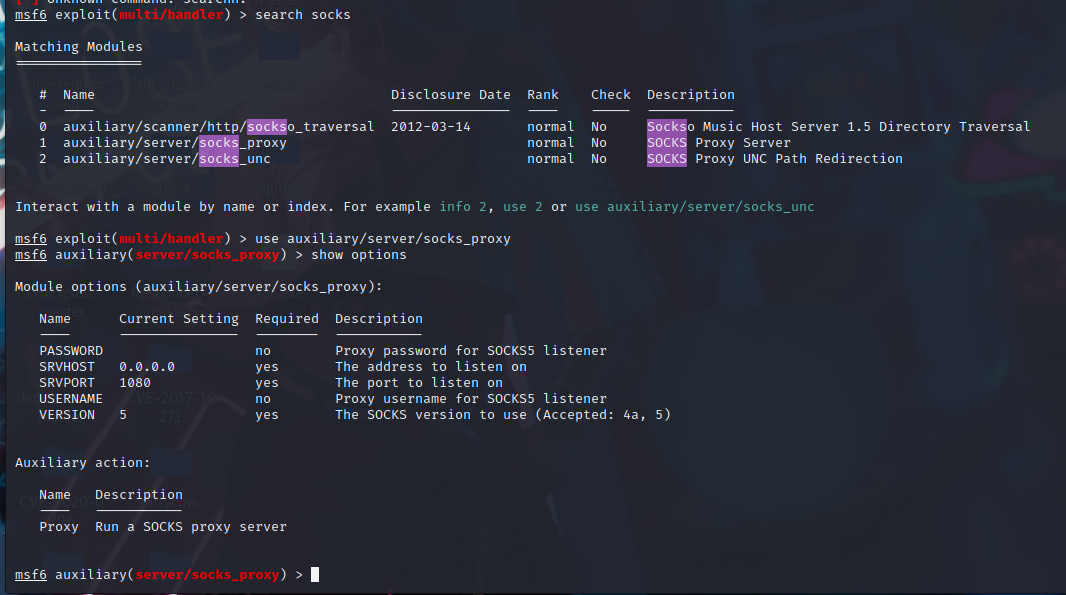 Unknown command: searchh.
msf6 exploit(multi/handler) > search socks
Matching Modules
# Name Disclosure Date Rank Check Description
- ---- --------------- ---- ----- -----------
0 auxiliary/scanner/http/sockso_traversal 2012-03-14 normal No Sockso Music Host Server 1.5 Directory Traversal
1 auxiliary/server/socks_proxy normal No SOCKS Proxy Server
2 auxiliary/server/socks_unc normal No SOCKS Proxy UNC Path Redirection
Interact with a module by name or index. For example info 2, use 2 or use auxiliary/server/socks_unc
msf6 exploit(multi/handler) > use auxiliary/server/socks_proxy
msf6 auxiliary(server/socks_proxy) > show options
Module options (auxiliary/server/socks_proxy):
Name Current Setting Required Description
PASSWORD no Proxy password for SOCKS5 listener
SRVHOST 0.0.0.0 yes The address to listen on
SRVPORT 1080 yes The port to listen on
USERNAME no Proxy username for SOCKS5 listener
VERSION 5 yes The SOCKS version to use (Accepted: 4a, 5)
Auxiliary action:
Name Description
Proxy Run a SOCKS proxy server
msf6 auxiliary(server/socks_proxy) >